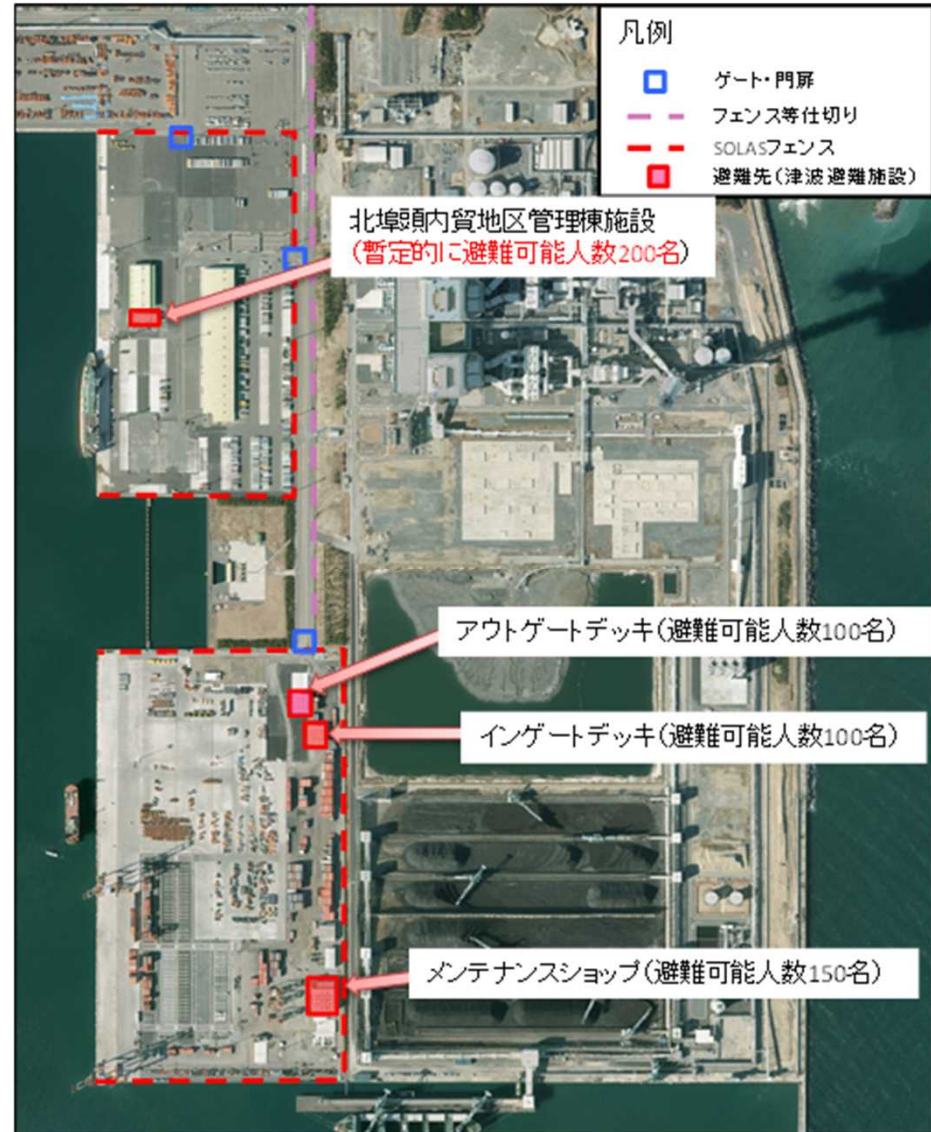 凡例
ゲート・門扉
フェンス等仕切り
SOLASフェンス
避難先(津波避難施設)
北埠頭内貿地区管理棟施設
(暫定的に避難可能人数200名)
アウトゲートデッキ(避難可能人数100名)
インゲートデッキ(避難可能人数100名)
メンテナンスショップ(避難可能人数150名)